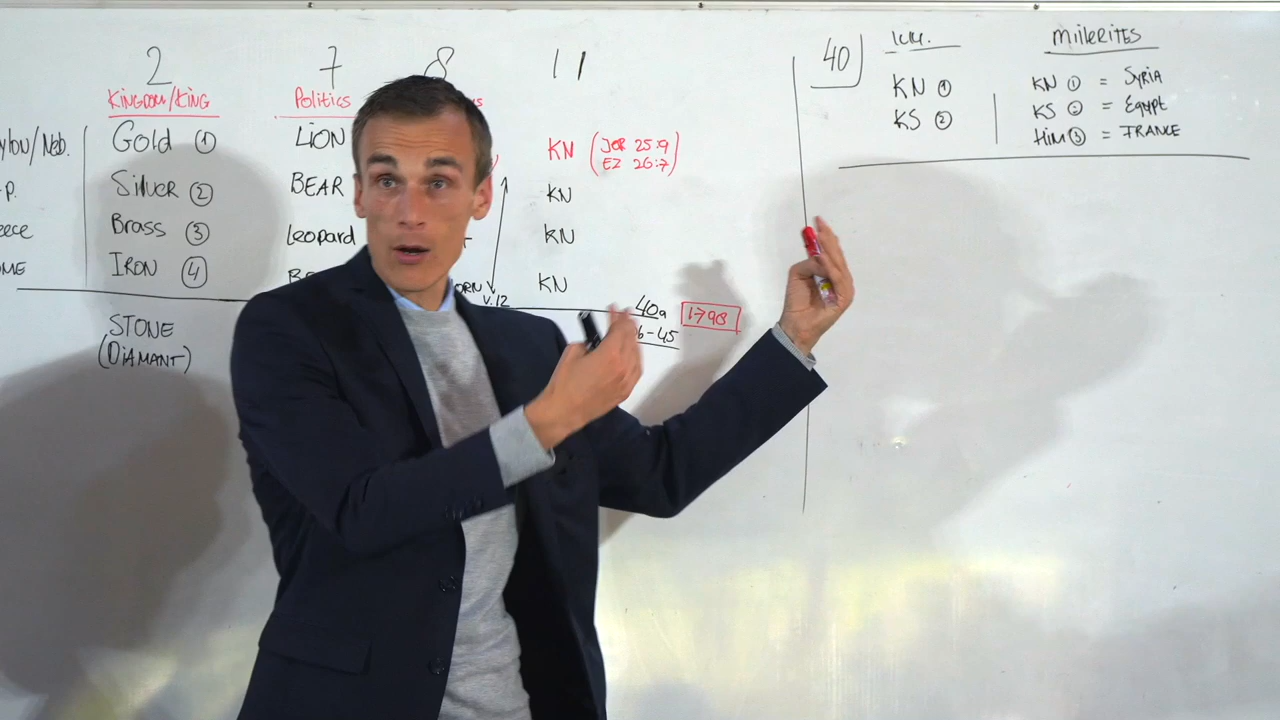 2 7 8 11
Kingdom/King
Politics
/Neb.
Gold ①
Silver ②
Brass ③
Iron ④
STONE
(DiAMANT)
LION
BEAR
Leopard
V.12
KN (JER 25:9
EZ 26:7)
KN
KN
KN
40a
b-45
1798
40
KN ①
KS ②
MillERITES
KN ① = Syria
KS ② = Egypt
Him ③ = FRANCE